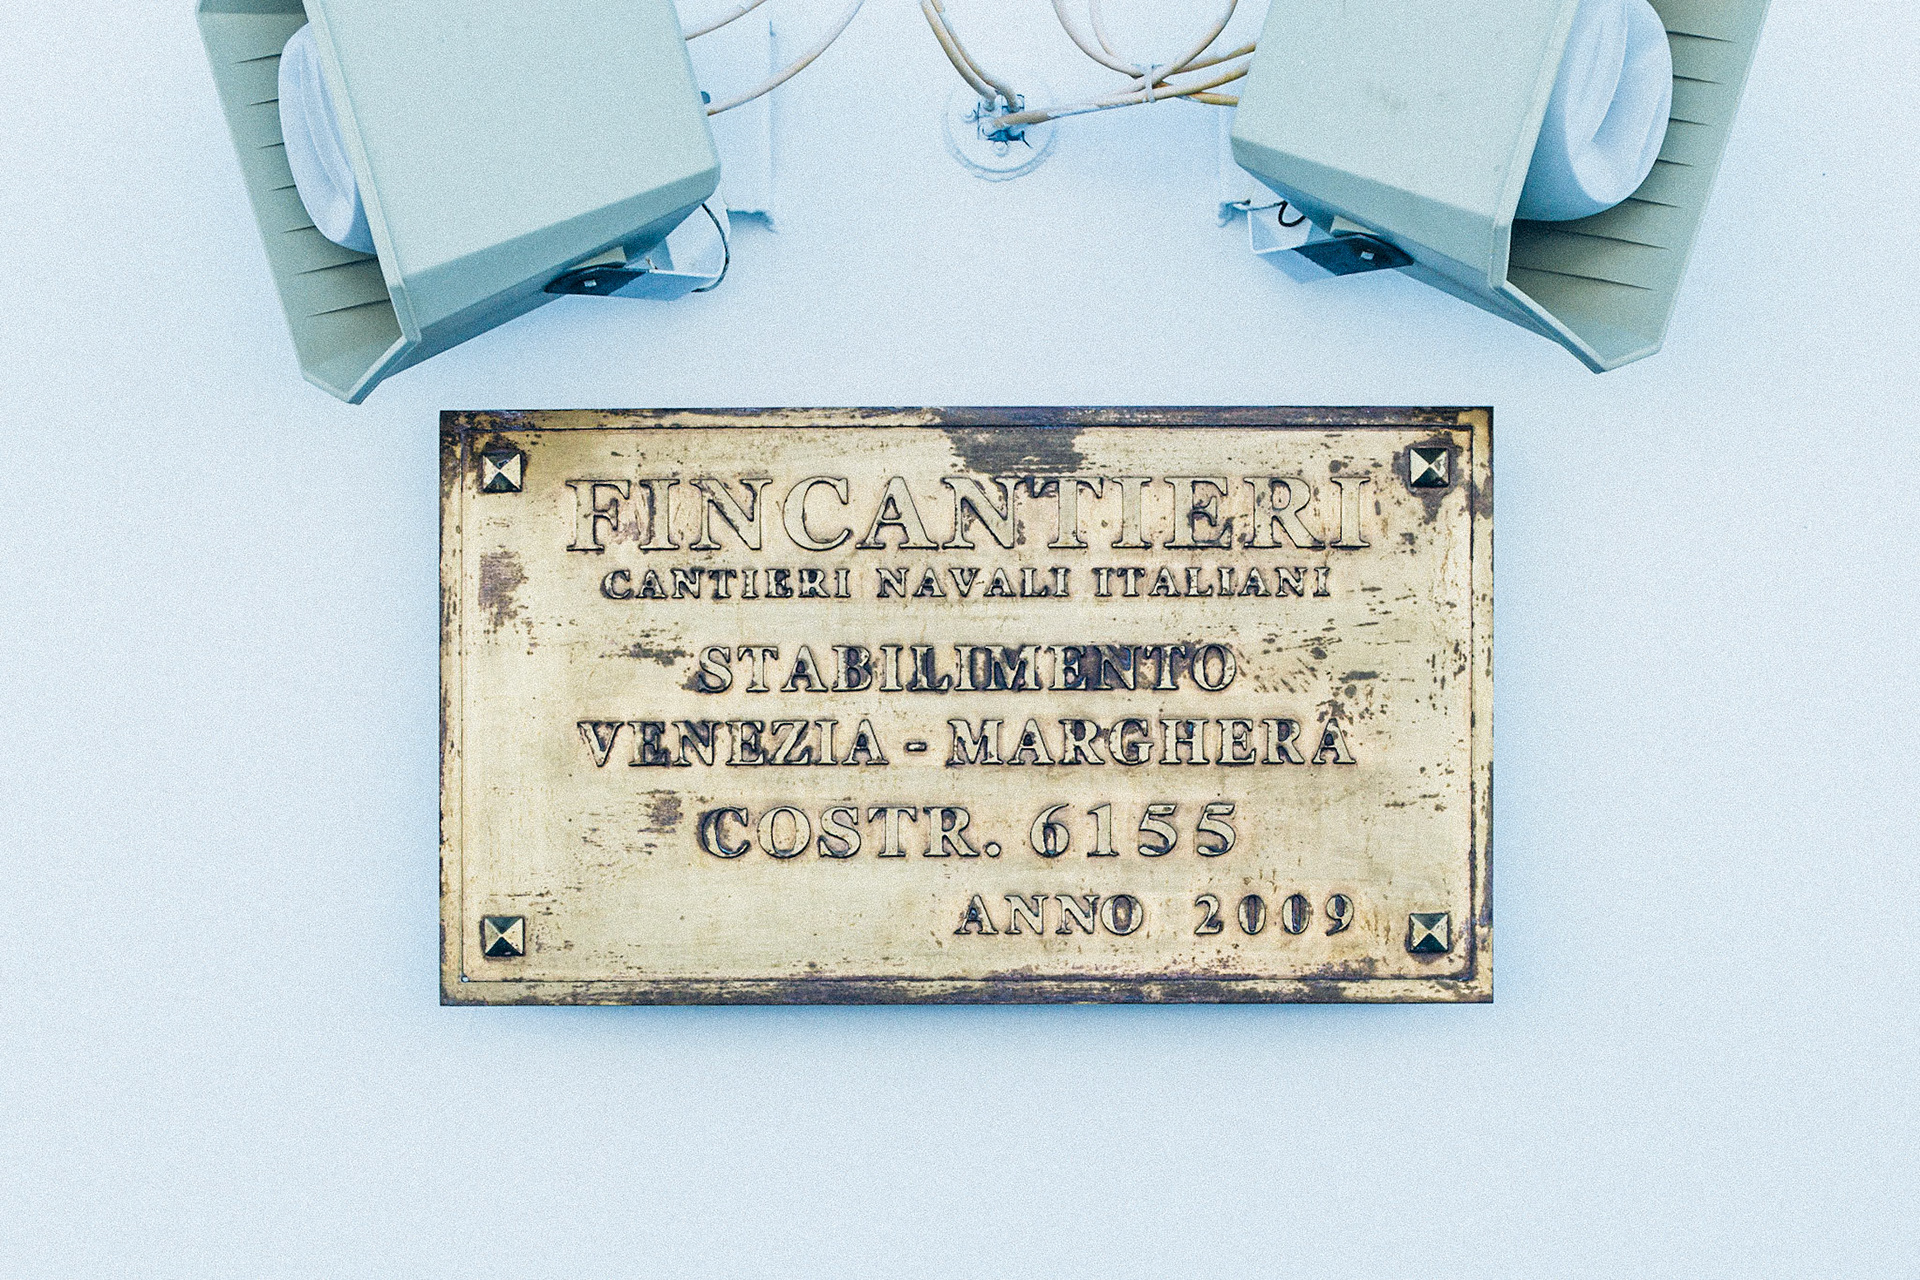 FINCANTIERI
CANTIERI NAVALI ITALIANI
STABILIMENTO
VENEZIA - MARGHERA
COSTR. 6155
ANNO 2009